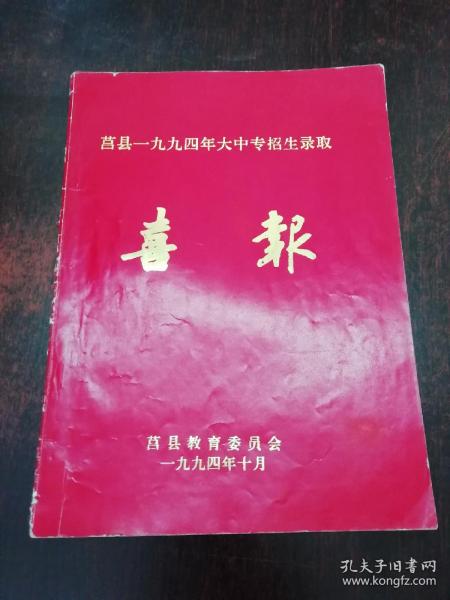 莒县一九九四年大中专招生录取
喜報
莒县教育委员会
一九九四年十月
孔夫子旧书网
www.kongfz.com